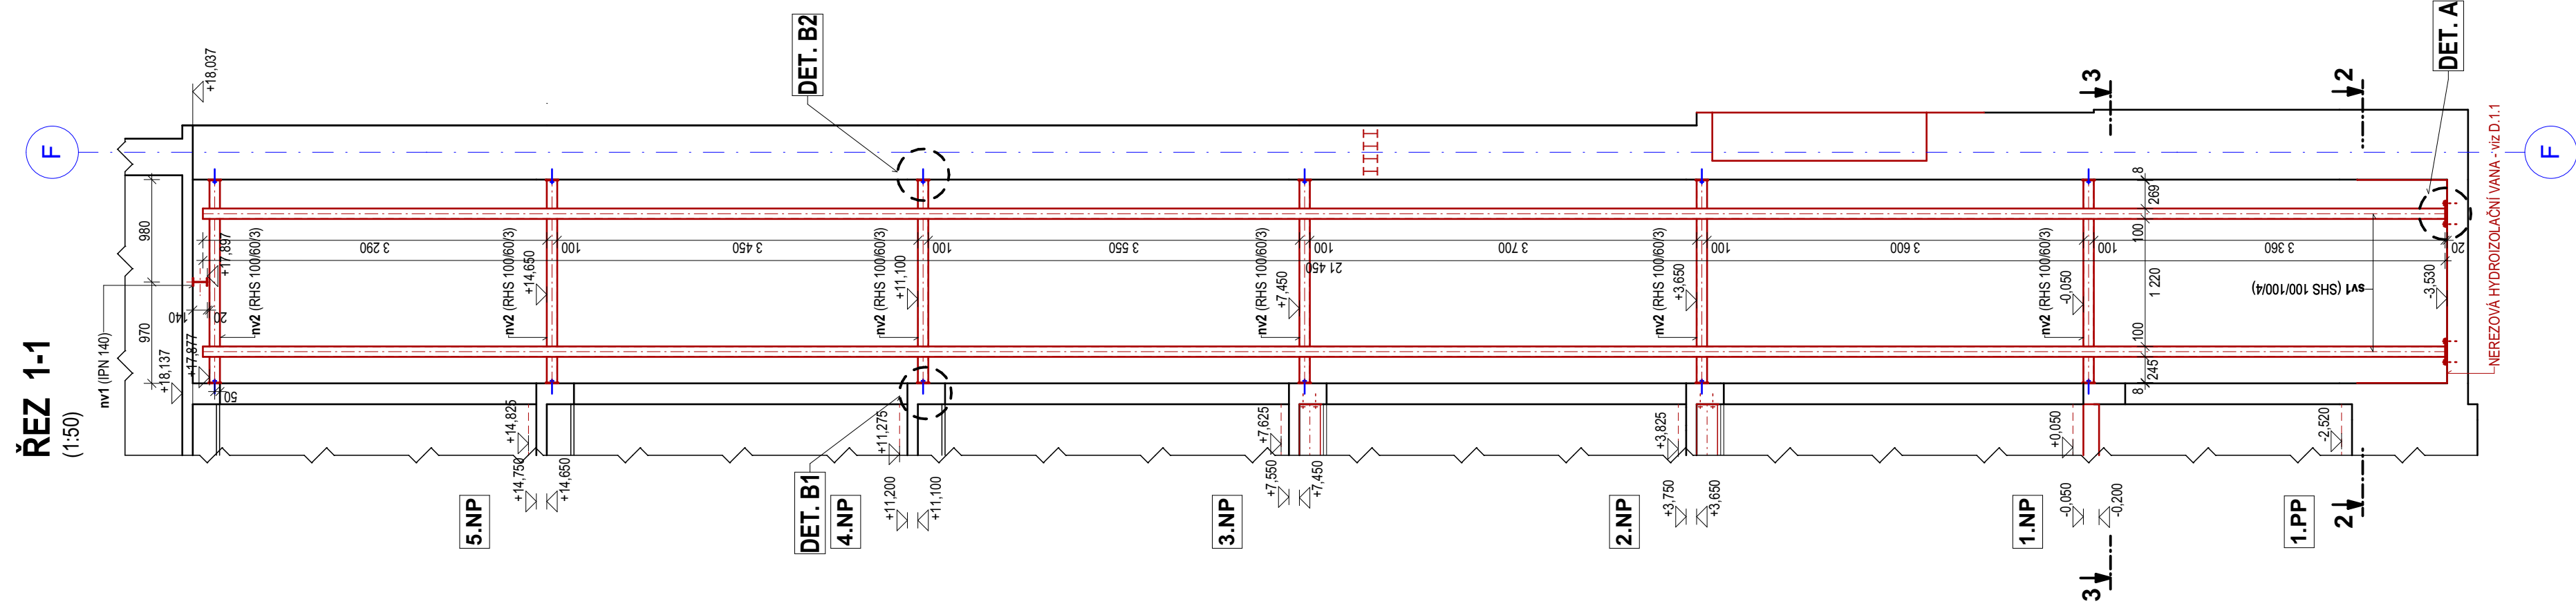 ŘEZ 1-1
(1:50)
F
nv1 (IPN 140)
+18,137
+17,877
50
970
980
140
20
+17,897
+18,037
nv2 (RHS 100/60/3)
3 290
nv2 (RHS 100/60/3)
+14,650
100
+14,825
+14,750
+14,650
5.NP
3 450
DET. B2
nv2 (RHS 100/60/3)
+11,100
100
+11,275
+11,200
+11,100
DET. B1
4.NP
3 550
21 450
nv2 (RHS 100/60/3)
+7,450
100
+7,625
+7,550
+7,450
3.NP
3 700
nv2 (RHS 100/60/3)
+3,650
100
+3,825
+3,750
+3,650
2.NP
3 600
nv2 (RHS 100/60/3)
-0,050
100
+0,050
-0,050
-0,200
1.NP
3
3
8
245
100
1 220
100
269
8
3 360
sv1 (SHS 100/100/4)
-2,520
1.PP
2
2
-3,530
20
DET. A
NEREZOVÁ HYDROIZOLAČNÍ VANA - viz D.1.1
F